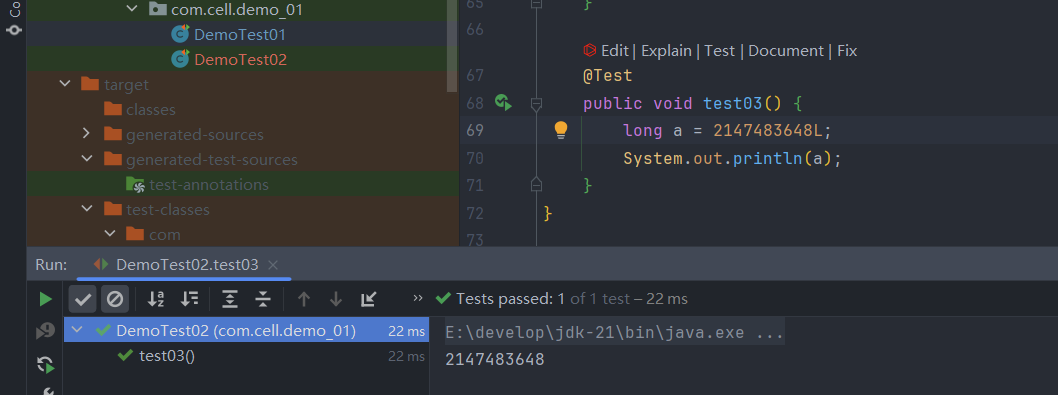 Co
com.cell.demo_01
DemoTest01
DemoTest02
target
classes
generated-sources
generated-test-sources
test-annotations
test-classes
com
65 }
66
Edit | Explain | Test | Document | Fix
67 @Test
68 public void test03() {
69 long a = 2147483648L;
70 System.out.println(a);
71 }
72 }
73
Run: DemoTest02.test03 ×
» Tests passed: 1 of 1 test – 22 ms
DemoTest02 (com.cell.demo_01) 22 ms
test03() 22 ms
E:\develop\jdk-21\bin\java.exe ...
2147483648